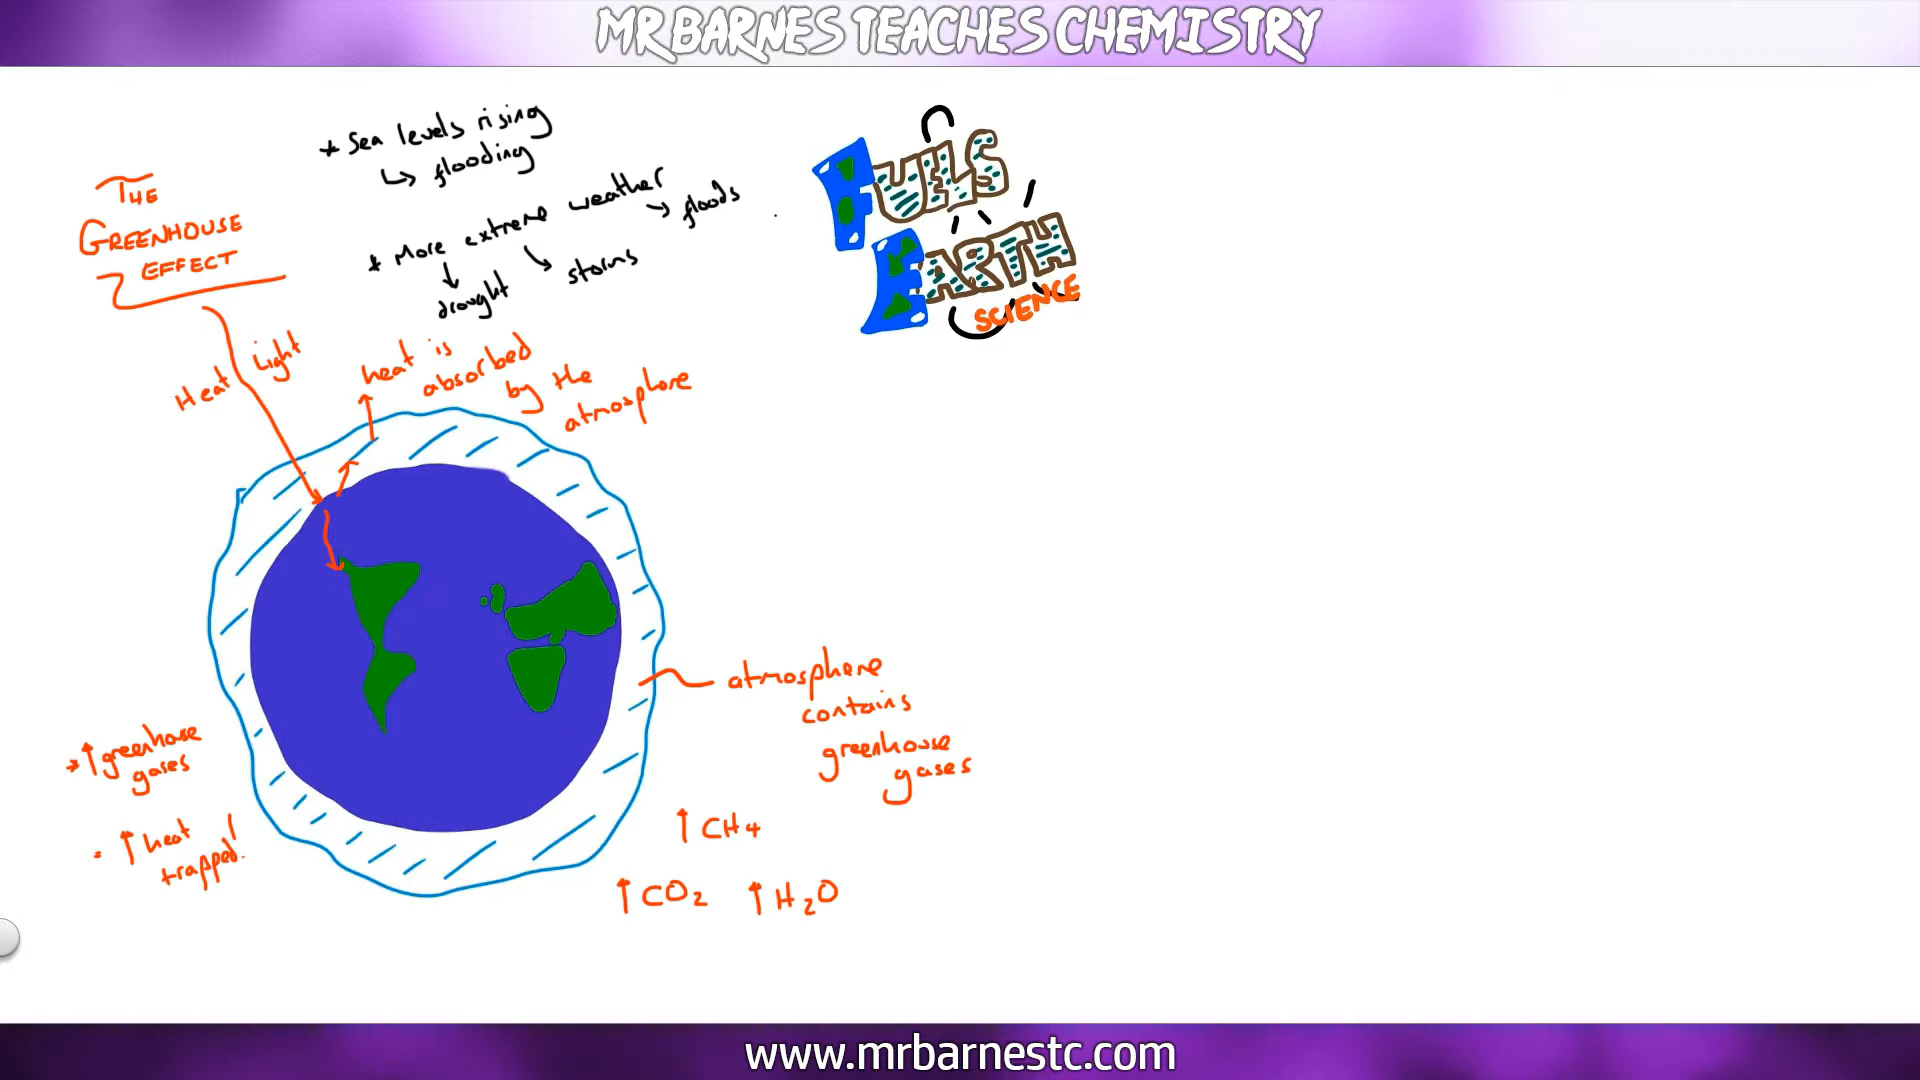 MR BARNES TEACHES CHEMISTRY
* Sea levels rising
↳ flooding
* More extreme weather
→ floods
↘ storms
↓
drought
FUELS
EARTH
SCIENCE
THE
GREENHOUSE
EFFECT
Heat Light
heat is
absorbed
by the
atmosphere
atmosphere
contains
greenhouse
gases
* ↑ greenhouse
gases
= ↑ heat
trapped!
↑ CH4
↑ CO2 ↑ H2O
www.mrbarnestc.com